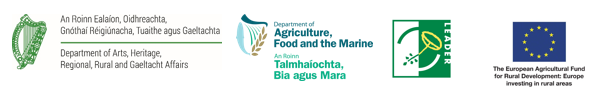 An Roinn Ealaíon, Oidhreachta,
Gnóthaí Réigiúnacha, Tuaithe agus Gaeltachta
Department of Arts, Heritage,
Regional, Rural and Gaeltacht Affairs
Department of
Agriculture,
Food and the Marine
An Roinn
Talmhaíochta,
Bia agus Mara
LEADER
The European Agricultural Fund
for Rural Development: Europe
investing in rural areas